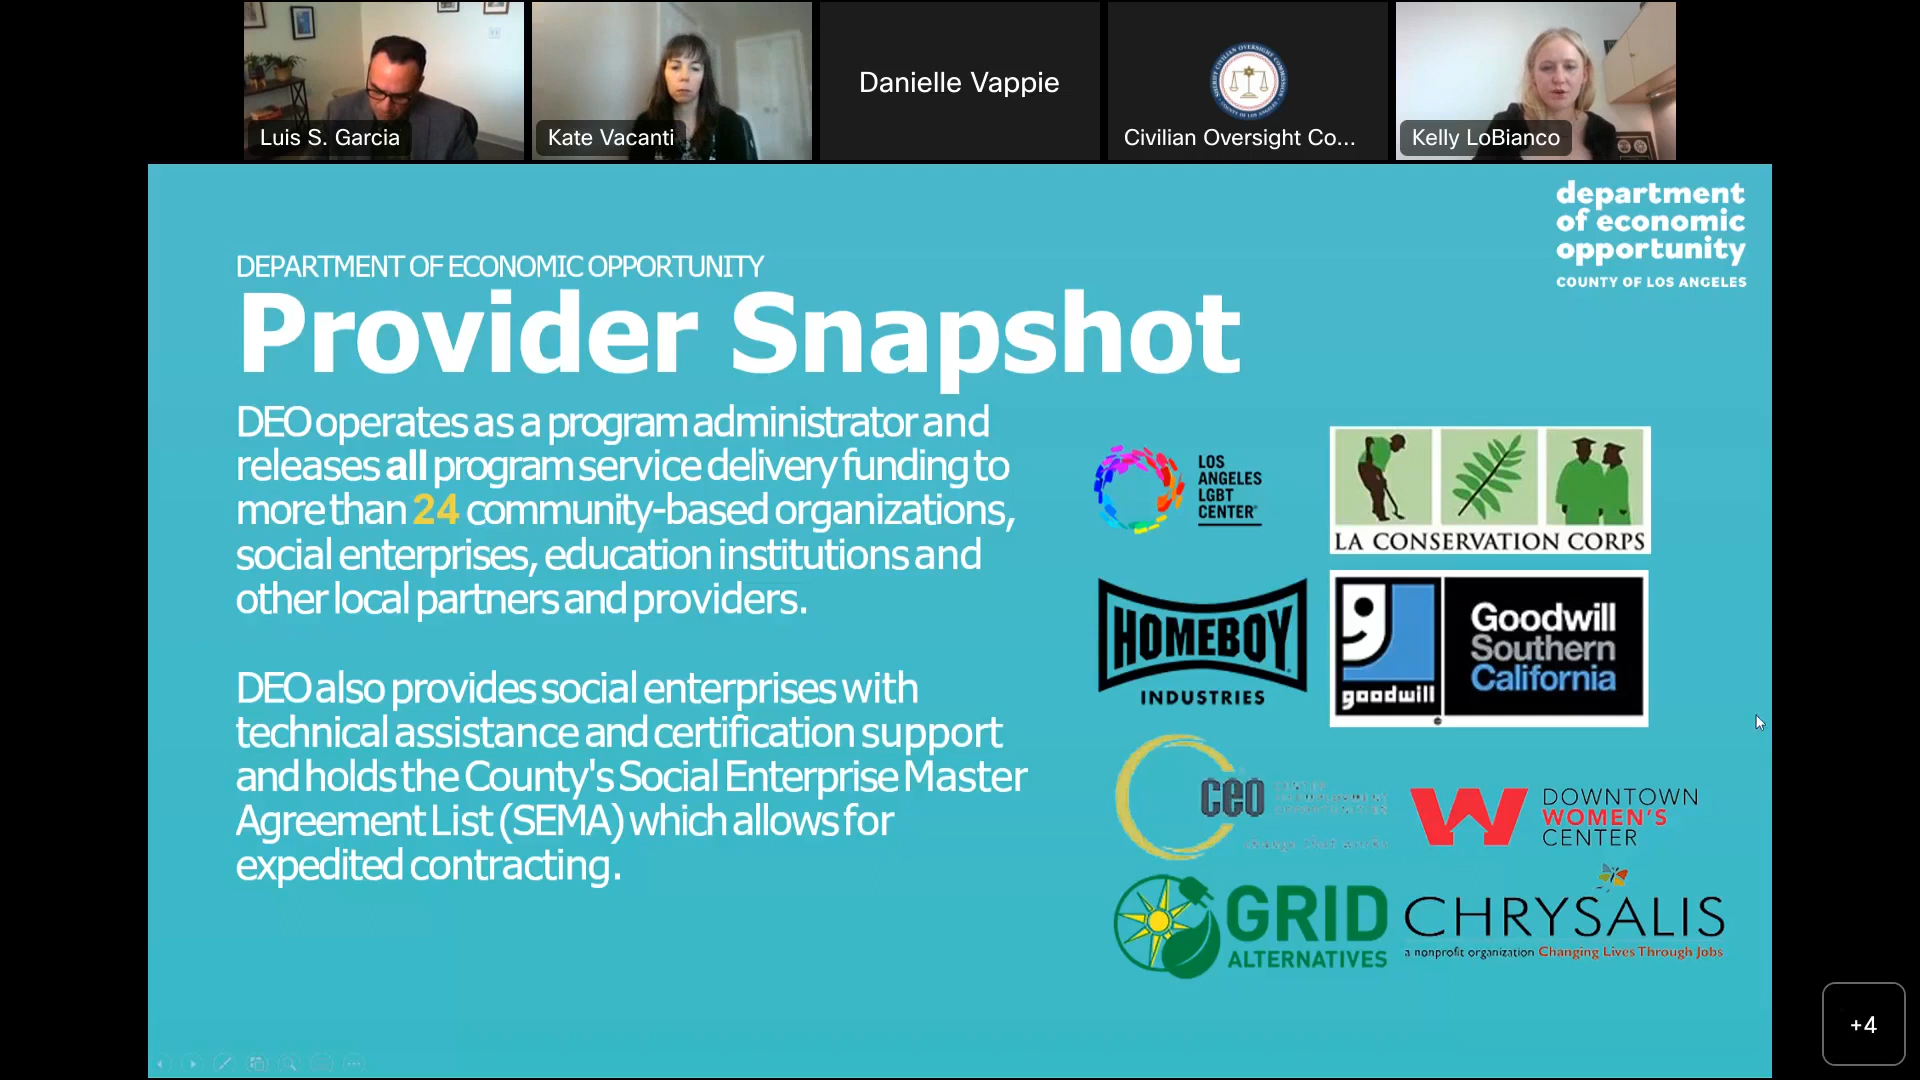 Luis S. Garcia
Kate Vacanti
Danielle Vappie
Civilian Oversight Co...
Kelly LoBianco
department
of economic
opportunity
COUNTY OF LOS ANGELES
DEPARTMENT OF ECONOMIC OPPORTUNITY
Provider Snapshot
DEO operates as a program administrator and
releases all program service delivery funding to
more than 24 community-based organizations,
social enterprises, education institutions and
other local partners and providers.
DEO also provides social enterprises with
technical assistance and certification support
and holds the County's Social Enterprise Master
Agreement List (SEMA) which allows for
expedited contracting.
LOS
ANGELES
LGBT
CENTER
LA CONSERVATION CORPS
HOMEBOY
INDUSTRIES
goodwill
Goodwill
Southern
California
ceo
DOWNTOWN
WOMEN'S
CENTER
GRID
ALTERNATIVES
CHRYSALIS
a nonprofit organization Changing Lives Through Jobs
+4